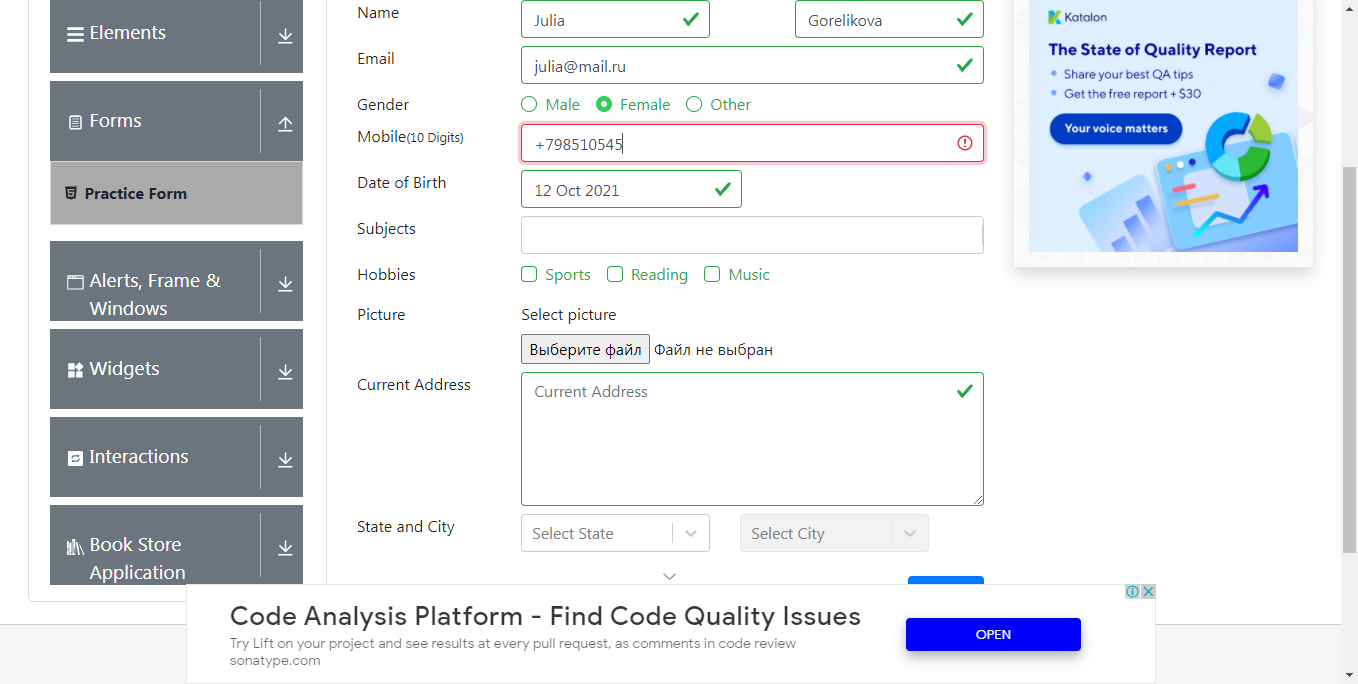 Elements
Forms
Practice Form
Alerts, Frame &
Windows
Widgets
Interactions
Book Store
Application
Name
Julia
Gorelikova
Email
julia@mail.ru
Gender
Male
Female
Other
Mobile(10 Digits)
+798510545
Date of Birth
12 Oct 2021
Subjects
Hobbies
Sports
Reading
Music
Picture
Select picture
Выберите файл
Файл не выбран
Current Address
Current Address
State and City
Select State
Select City
Katalon
The State of Quality Report
Share your best QA tips
Get the free report + $30
Your voice matters
Code Analysis Platform - Find Code Quality Issues
Try Lift on your project and see results at every pull request, as comments in code review
sonatype.com
OPEN